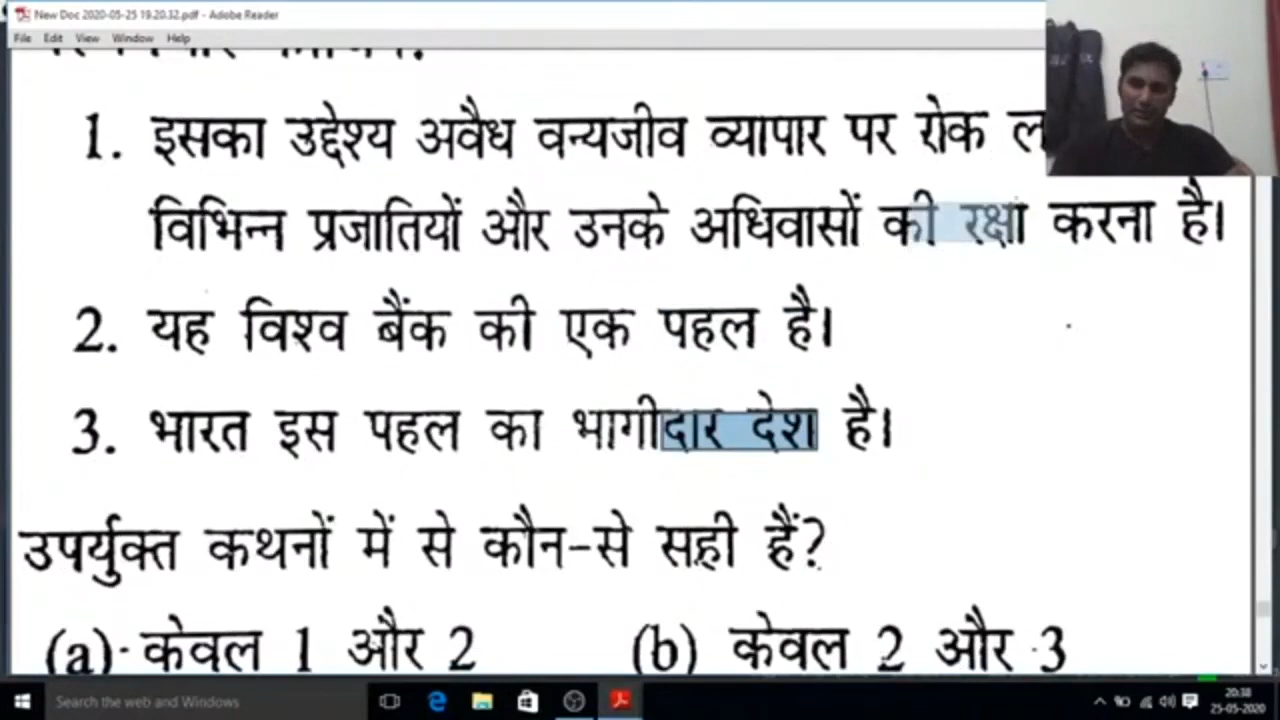 New Doc 2020-05-25 19.20.32.pdf - Adobe Reader
File Edit View Window Help
1. इसका उद्देश्य अवैध वन्यजीव व्यापार पर रोक
विभिन्न प्रजातियों और उनके अधिवासों की रक्षा करना है।
2. यह विश्व बैंक की एक पहल है।
3. भारत इस पहल का भागीदार देश है।
उपर्युक्त कथनों में से कौन-से सही हैं?
(a) केवल 1 और 2 (b) केवल 2 और 3
Search the web and Windows
20:38
25-05-2020